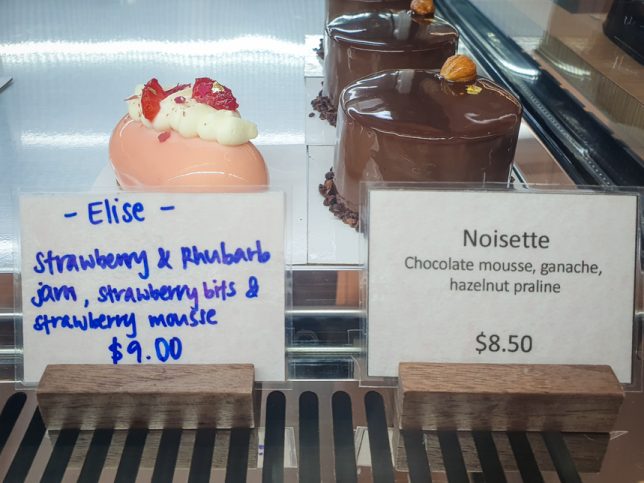 - Elise -
Strawberry & Rhubarb
jam, strawberry bits &
strawberry mousse
$9.00
Noisette
Chocolate mousse, ganache,
hazelnut praline
$8.50